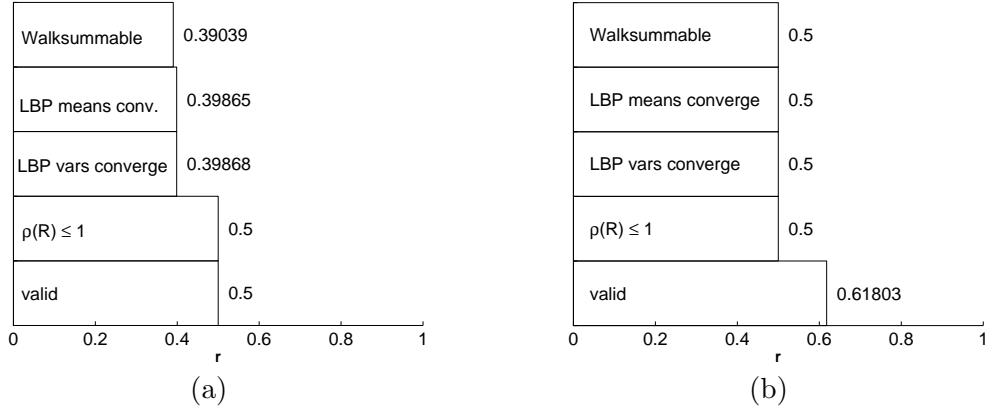 Walksummable 0.39039
LBP means conv. 0.39865
LBP vars converge 0.39868
ρ(R) ≤ 1 0.5
valid 0.5
0 0.2 0.4 0.6 0.8 1
r
(a)
Walksummable 0.5
LBP means converge 0.5
LBP vars converge 0.5
ρ(R) ≤ 1 0.5
valid 0.61803
0 0.2 0.4 0.6 0.8 1
r
(b)